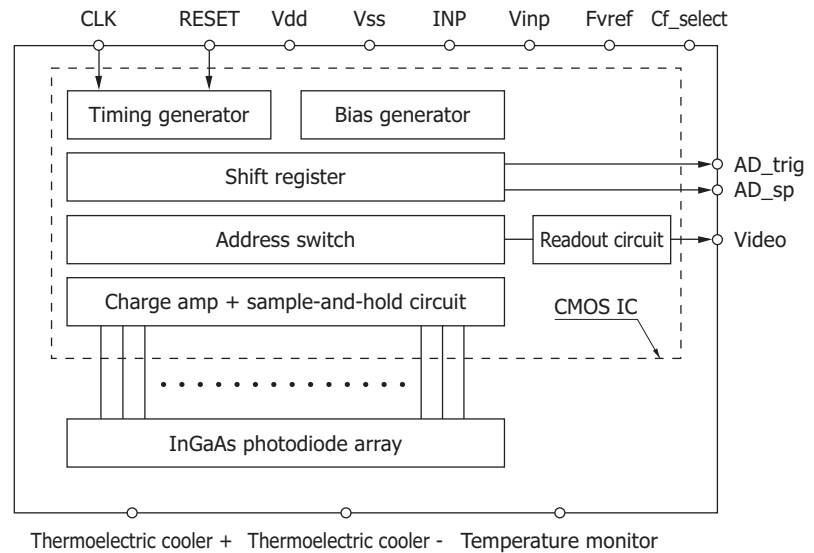 CLK RESET Vdd Vss INP Vinp Fvref Cf_select
Timing generator Bias generator
Shift register
AD_trig
AD_sp
Address switch Readout circuit Video
Charge amp + sample-and-hold circuit
CMOS IC
InGaAs photodiode array
Thermoelectric cooler + Thermoelectric cooler - Temperature monitor